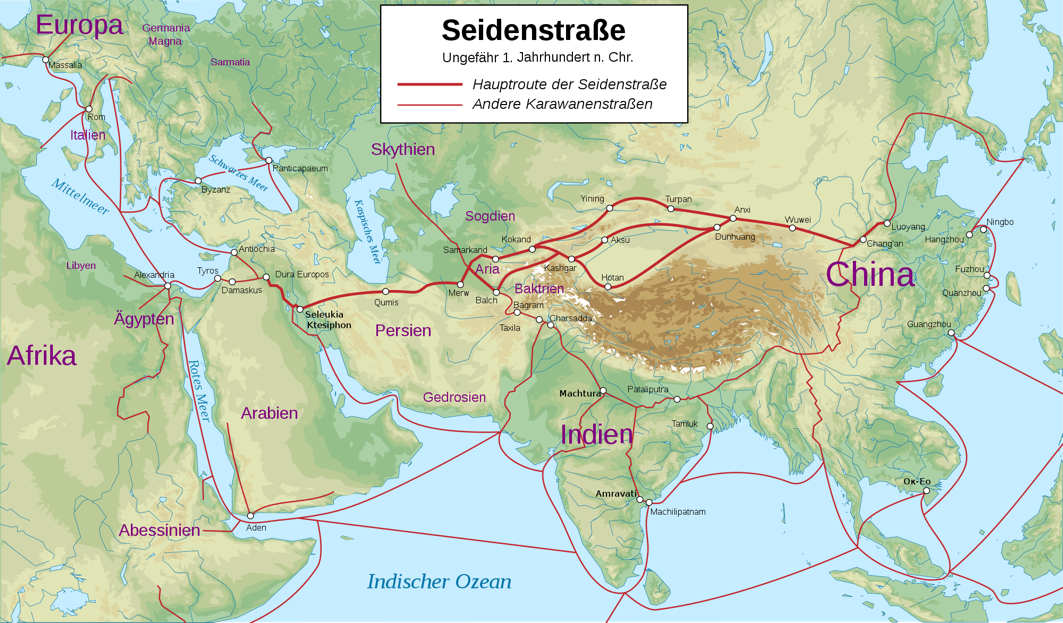 Seidenstraße
Ungefähr 1. Jahrhundert n. Chr.
Hauptroute der Seidenstraße
Andere Karawanenstraßen
Europa
Germania
Magna
Sarmatia
Massalia
Rom
Italien
Mittelmeer
Schwarzes Meer
Panticapaeum
Byzanz
Skythien
Kaspisches Meer
Sogdien
Yining
Turpan
Anxi
Wuwei
Luoyang
Ningbo
Hangzhou
Chang'an
Dunhuang
Aksu
Kokand
Samarkand
Kashgar
Hotan
Aria
Baktrien
Merw
Balch
Bagram
Charsadda
Taxila
Antiochia
Libyen
Alexandria
Tyros
Dura Europos
Damaskus
Qumis
Seleukia
Ktesiphon
Ägypten
Persien
China
Fuzhou
Quanzhou
Guangzhou
Afrika
Rotes Meer
Arabien
Gedrosien
Machtura
Pataliputra
Tamluk
Indien
Amravati
Machilipatnam
Ox-Eo
Abessinien
Aden
Indischer Ozean